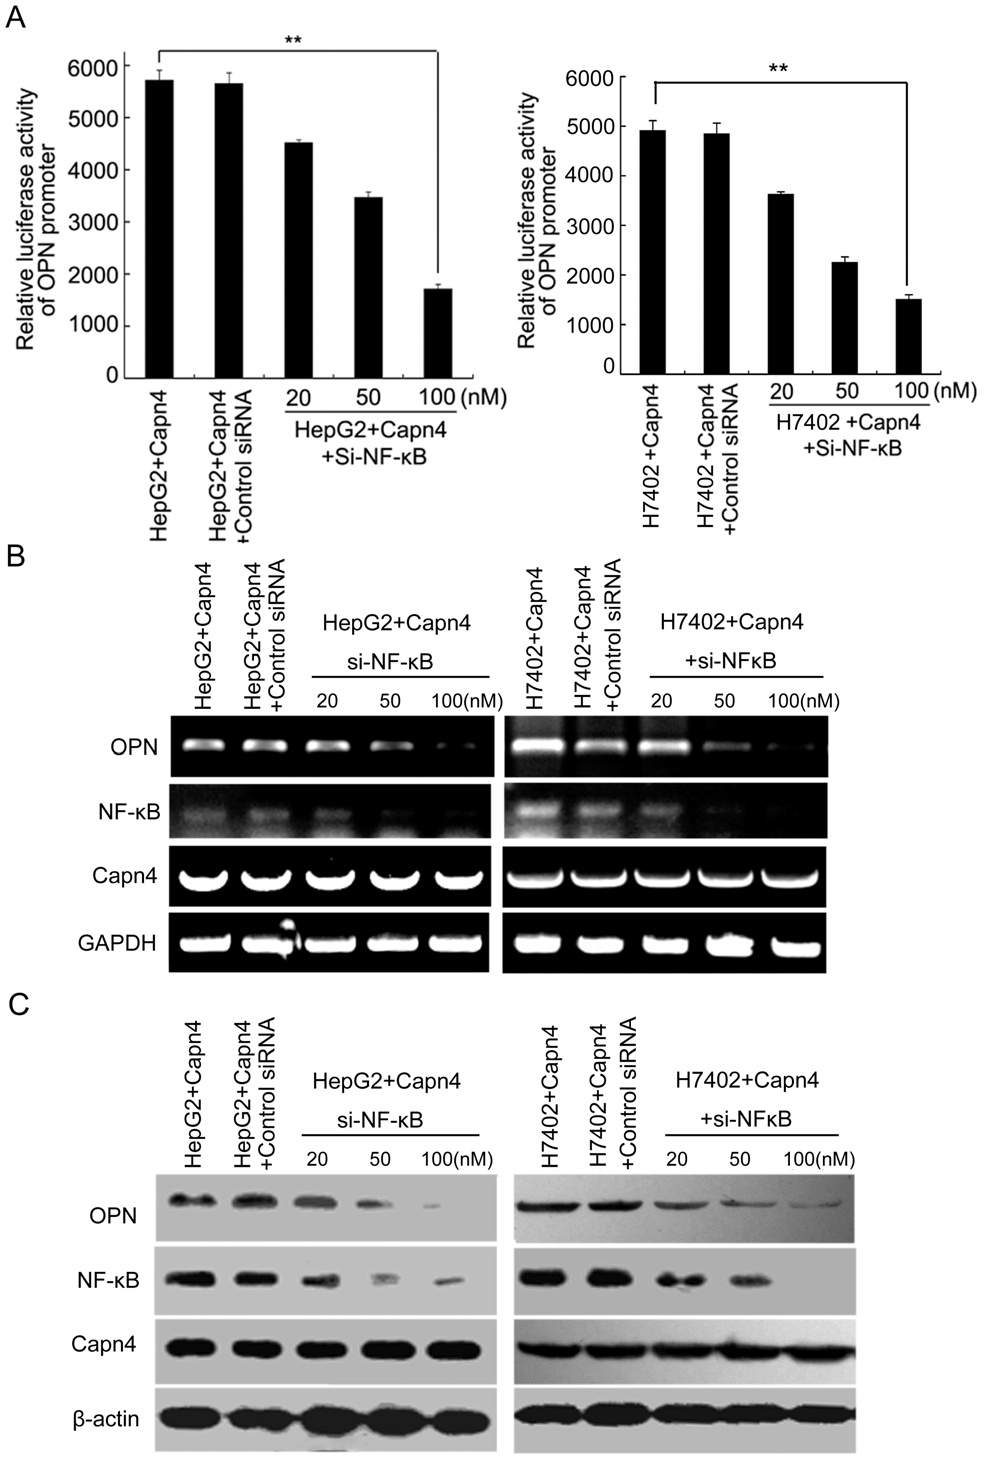 A
Relative luciferase activity
of OPN promoter
6000
5000
4000
3000
2000
1000
0
**
HepG2+Capn4
HepG2+Capn4
+Control siRNA
20 50 100 (nM)
HepG2+Capn4
+Si-NF-κB
Relative luciferase activity
of OPN promoter
6000
5000
4000
3000
2000
1000
0
**
H7402 +Capn4
H7402 +Capn4
+Control siRNA
20 50 100 (nM)
H7402 +Capn4
+Si-NF-κB
B
HepG2+Capn4
HepG2+Capn4
+Control siRNA
HepG2+Capn4
si-NF-κB
20 50 100(nM)
H7402+Capn4
H7402+Capn4
+Control siRNA
H7402+Capn4
+si-NFκB
20 50 100(nM)
OPN
NF-κB
Capn4
GAPDH
C
HepG2+Capn4
HepG2+Capn4
+Control siRNA
HepG2+Capn4
si-NF-κB
20 50 100(nM)
H7402+Capn4
H7402+Capn4
+Control siRNA
H7402+Capn4
+si-NFκB
20 50 100(nM)
OPN
NF-κB
Capn4
β-actin